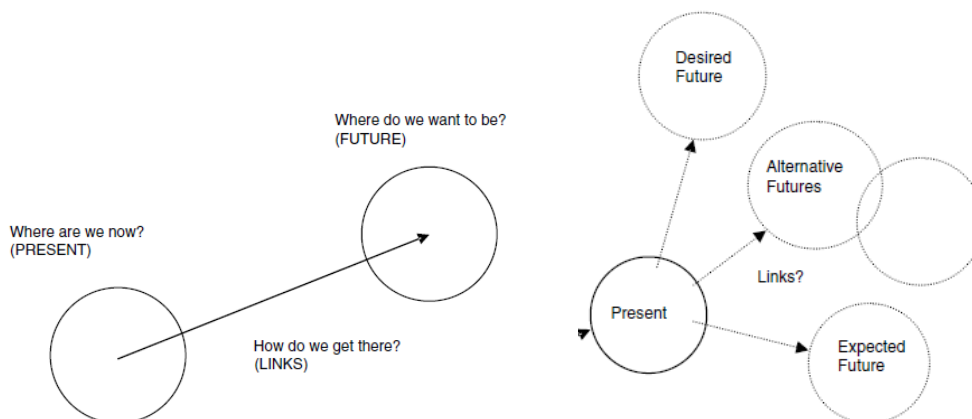 Where do we want to be?
(FUTURE)
Where are we now?
(PRESENT)
How do we get there?
(LINKS)
Desired
Future
Alternative
Futures
Links?
Present
Expected
Future